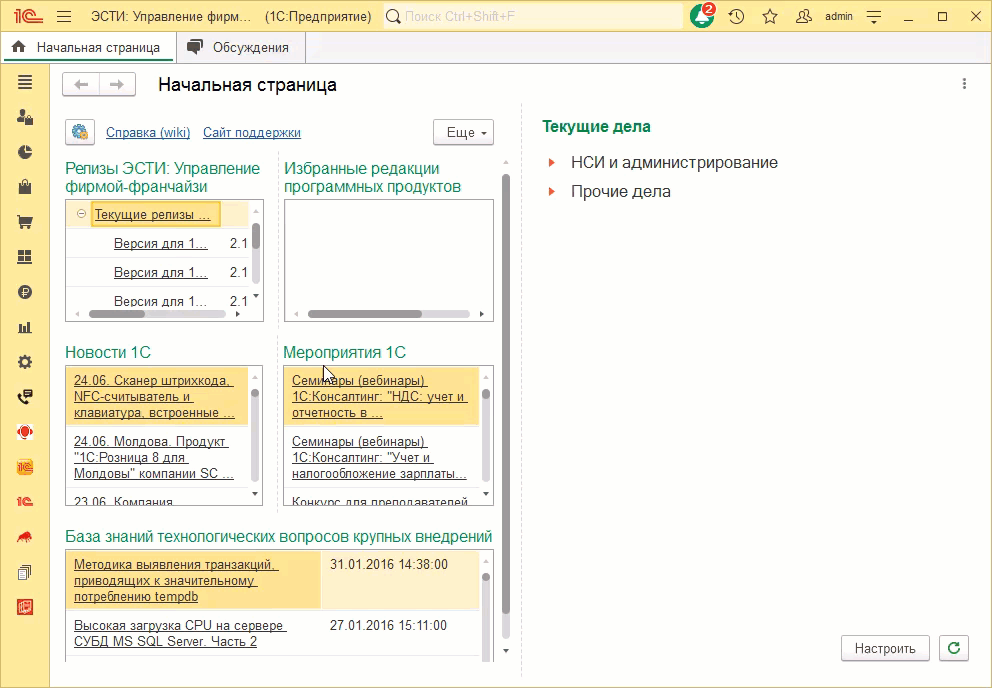 ЭСТИ: Управление фирм... (1С:Предприятие) Поиск Ctrl+Shift+F 2 admin
Начальная страница Обсуждения
Начальная страница
Справка (wiki) Сайт поддержки Еще
Текущие дела
НСИ и администрирование
Прочие дела
Релизы ЭСТИ: Управление
фирмой-франчайзи
Текущие релизы ...
Версия для 1... 2.1
Версия для 1... 2.1
Версия для 1... 2.1
Избранные редакции
программных продуктов
Новости 1С
24.06. Сканер штрихкода,
NFC-считыватель и
клавиатура, встроенные ...
24.06. Молдова. Продукт
"1С:Розница 8 для
Молдовы" компании SC ...
23.06. Компания
Мероприятия 1С
Семинары (вебинары)
1С:Консалтинг: "НДС: учет и
отчетность в ...
Семинары (вебинары)
1С:Консалтинг: "Учет и
налогообложение зарплаты...
Конкурс для преподавателей
База знаний технологических вопросов крупных внедрений
Методика выявления транзакций, 31.01.2016 14:38:00
приводящих к значительному
потреблению tempdb
Высокая загрузка CPU на сервере 27.01.2016 15:11:00
СУБД MS SQL Server. Часть 2
Настроить